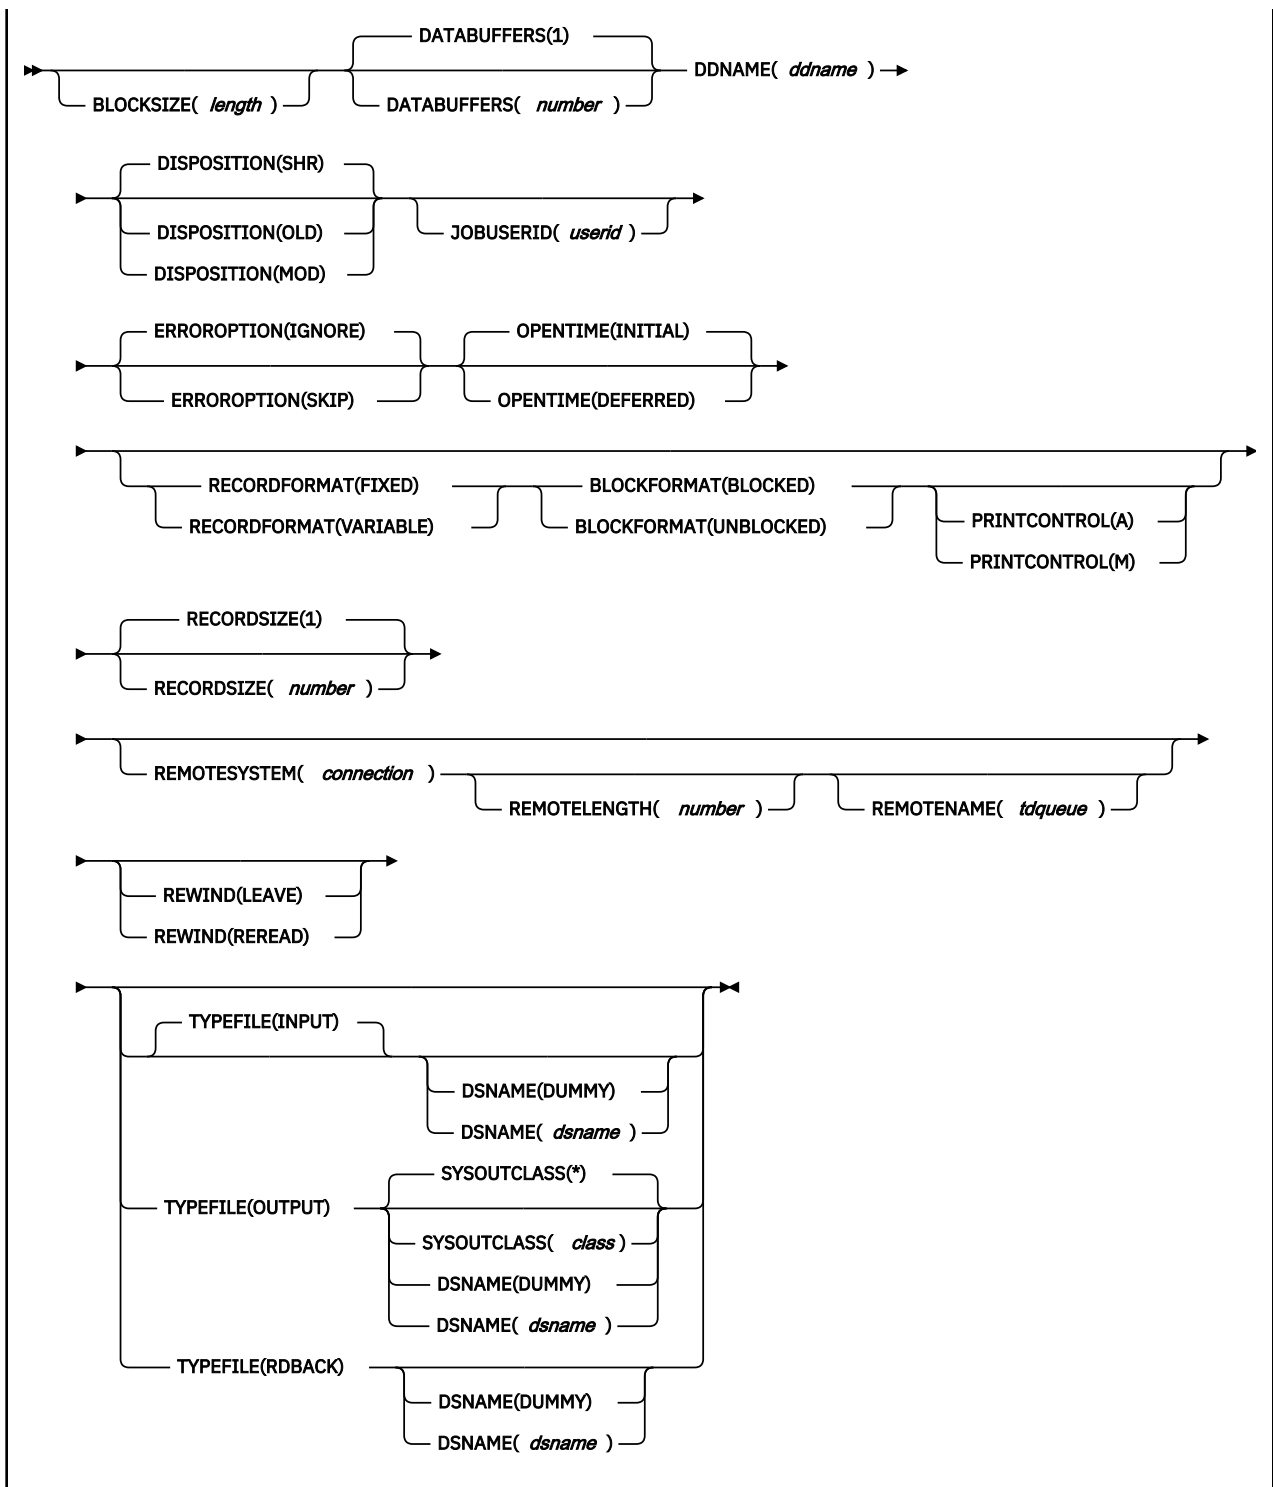 DATABUFFERS(1)
DDNAME( ddname )
BLOCKSIZE( length ) DATABUFFERS( number )
DISPOSITION(SHR)
DISPOSITION(OLD) JOBUSERID( userid )
DISPOSITION(MOD)
ERROROPTION(IGNORE) OPENTIME(INITIAL)
ERROROPTION(SKIP) OPENTIME(DEFERRED)
RECORDFORMAT(FIXED) BLOCKFORMAT(BLOCKED)
PRINTCONTROL(A)
RECORDFORMAT(VARIABLE) BLOCKFORMAT(UNBLOCKED)
PRINTCONTROL(M)
RECORDSIZE(1)
RECORDSIZE( number )
REMOTESYSTEM( connection )
REMOTELENGTH( number ) REMOTENAME( tdqueue )
REWIND(LEAVE)
REWIND(REREAD)
TYPEFILE(INPUT)
DSNAME(DUMMY)
DSNAME( dsname )
SYSOUTCLASS(*)
TYPEFILE(OUTPUT)
SYSOUTCLASS( class )
DSNAME(DUMMY)
DSNAME( dsname )
TYPEFILE(RDBACK)
DSNAME(DUMMY)
DSNAME( dsname )